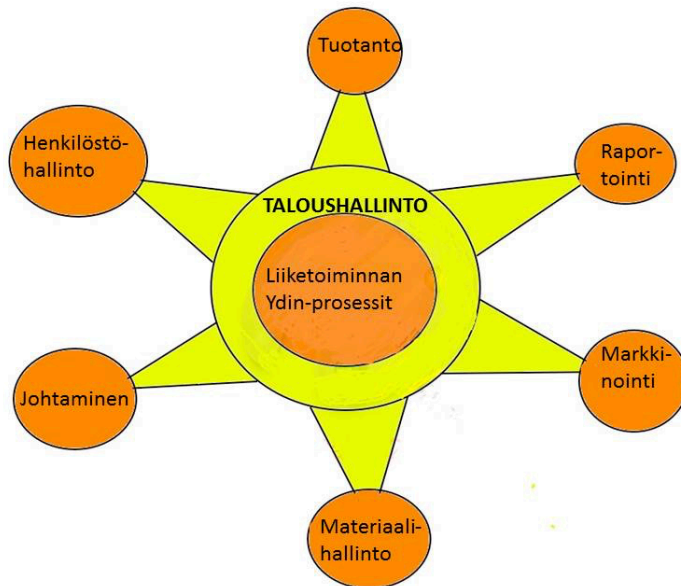 Tuotanto
Henkilöstö-
hallinto
Rapor-
tointi
TALOUSHALLINTO
Liiketoiminnan
Ydin-prosessit
Markki-
nointi
Johtaminen
Materiaali-
hallinto